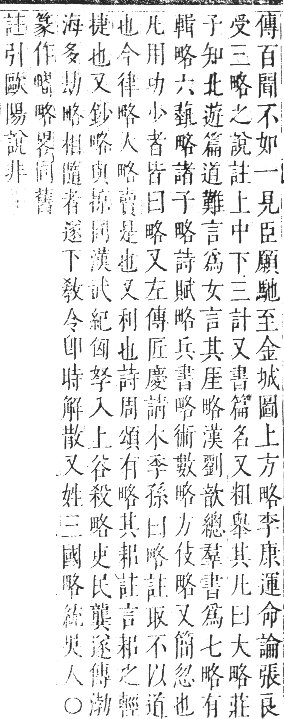 傳百聞不如一見臣願馳至金城圖上方略李康運命論張良
受三略之說註上中下三計又書篇名又粗舉其凡曰大略莊
子知北遊篇道難言爲女言其厓略漢劉歆總羣書爲七略有
輯略六藝略諸子略詩賦略兵書略術數略方伎略又簡忽也
凡用功少者皆曰略又左傳匠慶請木季孫曰略註取不以道
也今律略人略賣是也又利也詩周頌有略其耜註言耜之輕
捷也又鈔略與掠同漢武紀匈孥入上谷殺略吏民龔遂傳渤
海多劫略相隨者遂下敎令卽時解散又姓三國略統吳人○
篆作略略畧同舊
註引歐陽說非